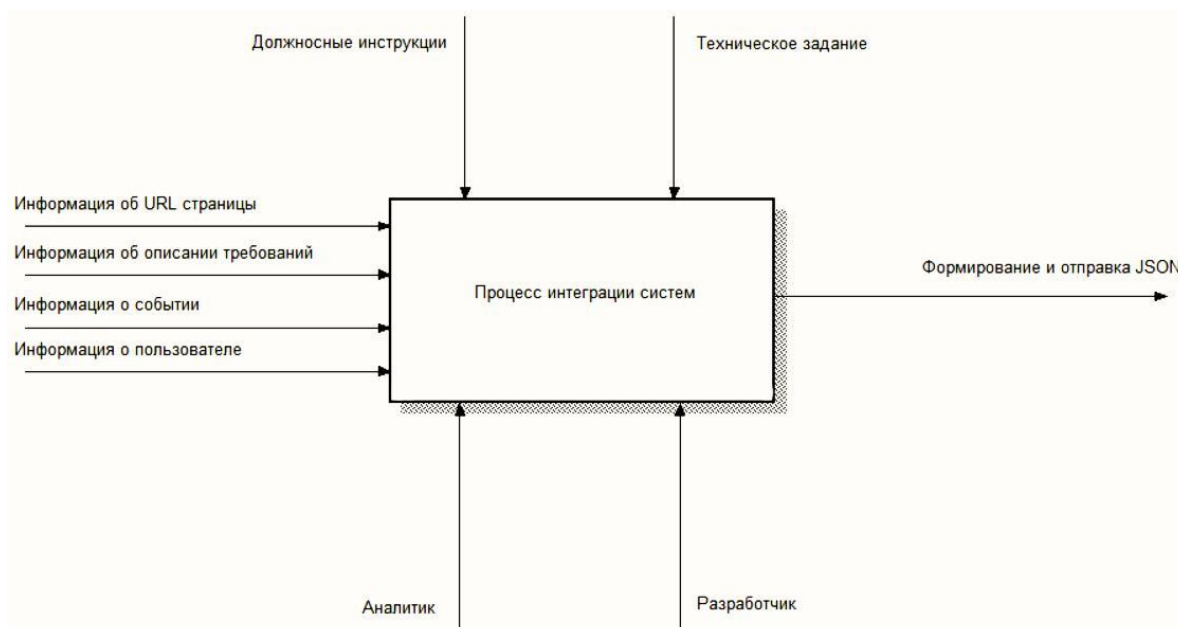 Должносные инструкции
Техническое задание
Информация об URL страницы
Информация об описании требований
Информация о событии
Информация о пользователе
Процесс интеграции систем
Формирование и отправка JSON
Аналитик
Разработчик